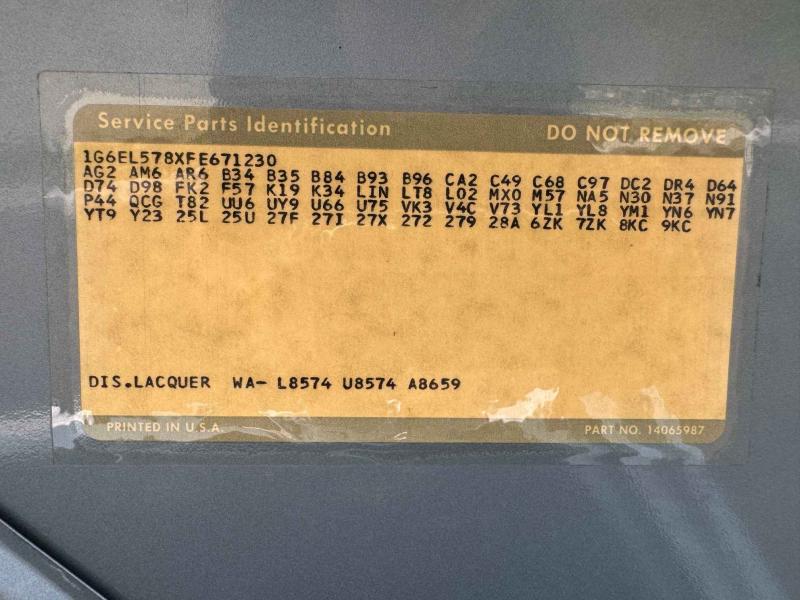 Service Parts Identification DO NOT REMOVE
1G6EL578XFE671230
AG2 AM6 AR6 B34 B35 B84 B93 B96 CA2 C49 C68 C97 DC2 DR4 D64
D74 D98 FK2 F57 K19 K34 LIN LT8 LO2 MX0 M57 NA5 N30 N37 N91
P44 QCG T82 UU6 UY9 U66 U75 VK3 V4C V73 YL1 YL8 YM1 YN6 YN7
YT9 Y23 25L 25U 27F 27I 27X 272 279 28A 6ZK 7ZK 8KC 9KC
DIS.LACQUER WA- L8574 U8574 A8659
PRINTED IN U.S.A. PART NO. 14065987